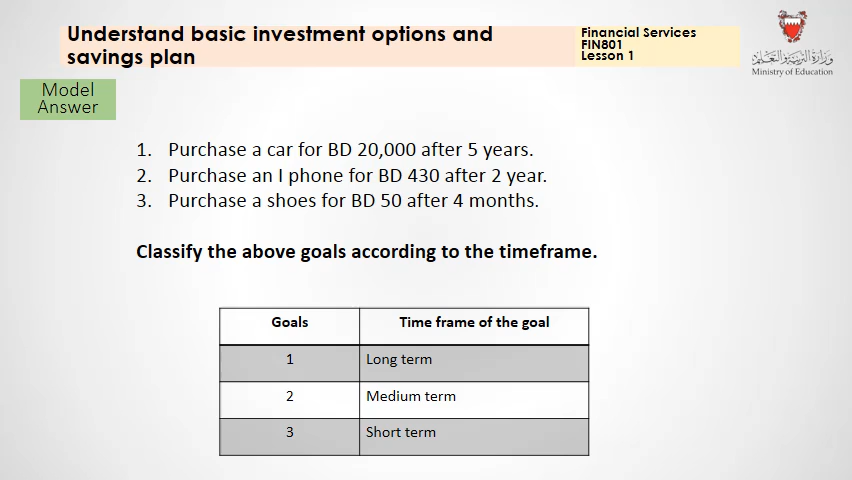 Understand basic investment options and
savings plan
Financial Services
FIN801
Lesson 1
وزارة التربية والتعليم
Ministry of Education
Model
Answer
1. Purchase a car for BD 20,000 after 5 years.
2. Purchase an I phone for BD 430 after 2 year.
3. Purchase a shoes for BD 50 after 4 months.
Classify the above goals according to the timeframe.
Goals Time frame of the goal
1 Long term
2 Medium term
3 Short term